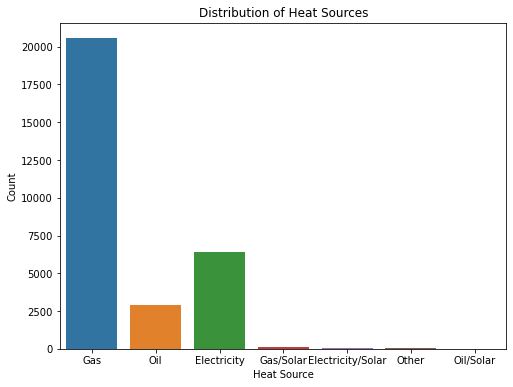 Distribution of Heat Sources
Count
20000
17500
15000
12500
10000
7500
5000
2500
0
Gas Oil Electricity Gas/Solar Electricity/Solar Other Oil/Solar
Heat Source